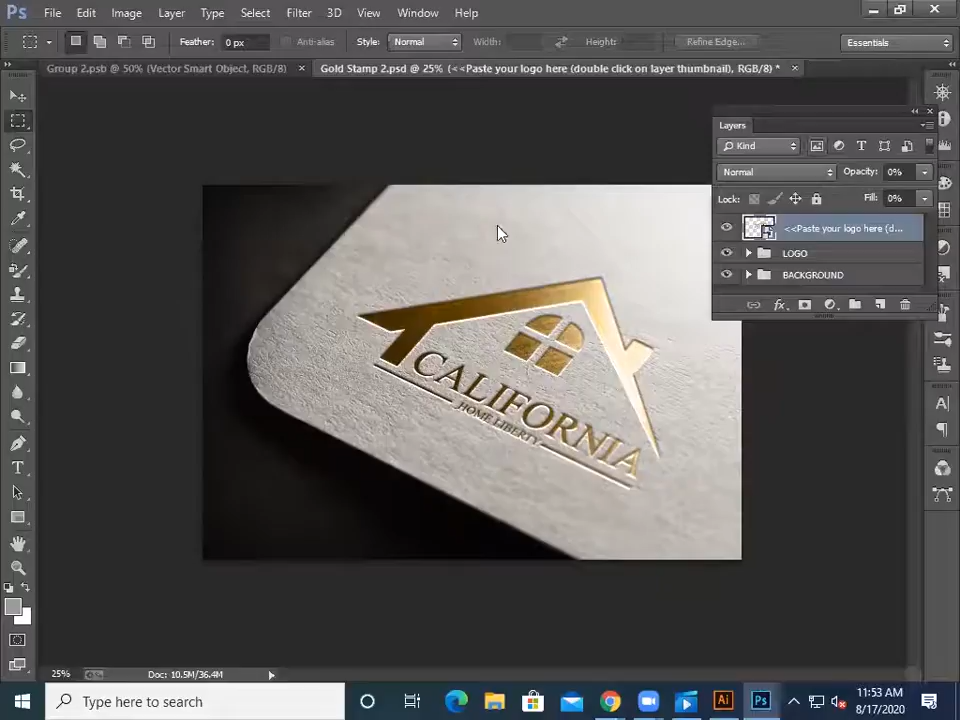 Ps File Edit Image Layer Type Select Filter 3D View Window Help
Feather: 0 px Anti-alias Style: Normal Width: Height: Refine Edge... Essentials
Group 2.psb @ 50% (Vector Smart Object, RGB/8) × Gold Stamp 2.psd @ 25% (<<Paste your logo here (double click on layer thumbnail), RGB/8) * ×
Layers
Kind
Normal Opacity: 0%
Lock: Fill: 0%
<<Paste your logo here (d...
LOGO
BACKGROUND
fx
CALIFORNIA
HOME LIBERTY
25% Doc: 10.5M/36.4M
Type here to search
Ai Ps
11:53 AM
8/17/2020